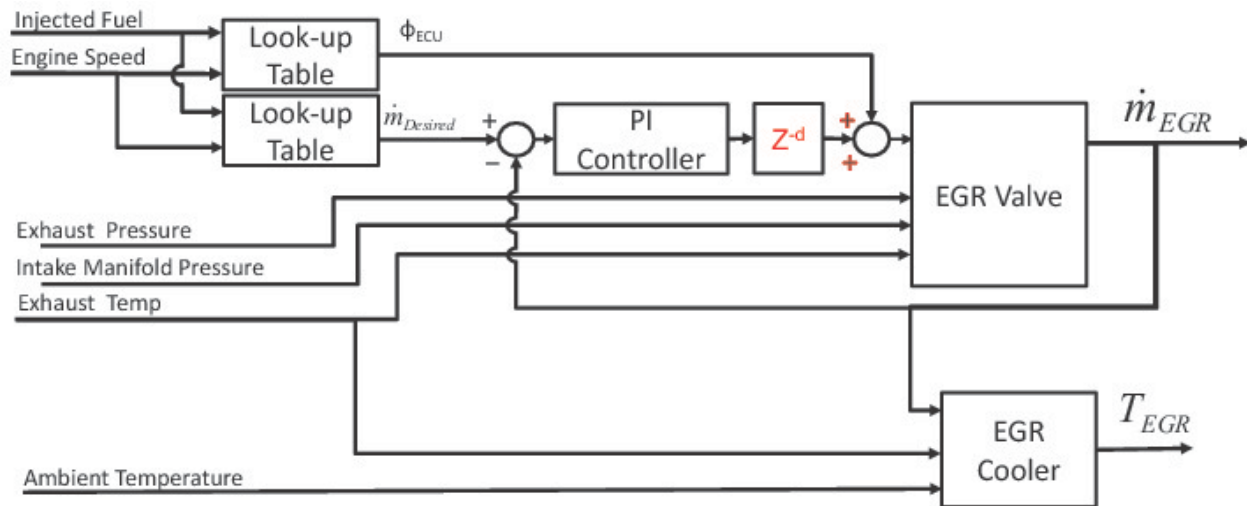 Injected Fuel
Engine Speed
Look-up
Table
ϕECU
Look-up
Table
ṁDesired
+
−
PI
Controller
Z-d
+
+
EGR Valve
ṁEGR
Exhaust Pressure
Intake Manifold Pressure
Exhaust Temp
Ambient Temperature
EGR
Cooler
TEGR